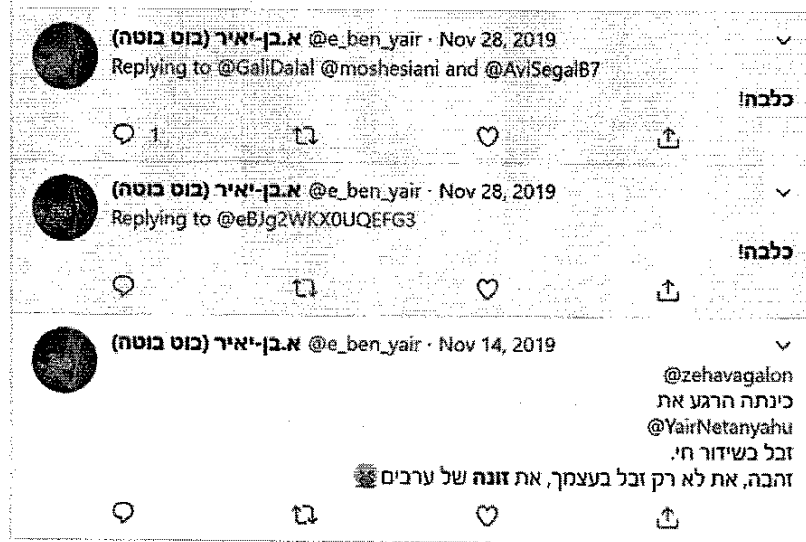 א.בן-יאיר (בוט בוטה) @e_ben_yair · Nov 28, 2019
Replying to @GaliDalal @moshesiani and @AviSegalB7
כלבה!
1
א.בן-יאיר (בוט בוטה) @e_ben_yair · Nov 28, 2019
Replying to @eBJg2WKX0UQEFG3
כלבה!
א.בן-יאיר (בוט בוטה) @e_ben_yair · Nov 14, 2019
@zehavagalon
כינתה הרגע את
@YairNetanyahu
זבל בשידור חי.
זהבה, את לא רק זבל בעצמך, את זונה של ערבים